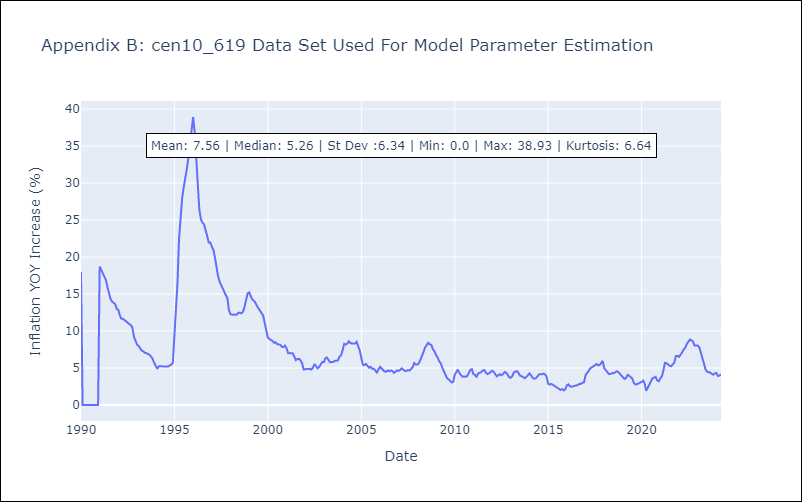 Appendix B: cen10_619 Data Set Used For Model Parameter Estimation
40
Mean: 7.56 | Median: 5.26 | St Dev :6.34 | Min: 0.0 | Max: 38.93 | Kurtosis: 6.64
35
30
25
20
15
10
5
0
Inflation YOY Increase (%)
1990 1995 2000 2005 2010 2015 2020
Date